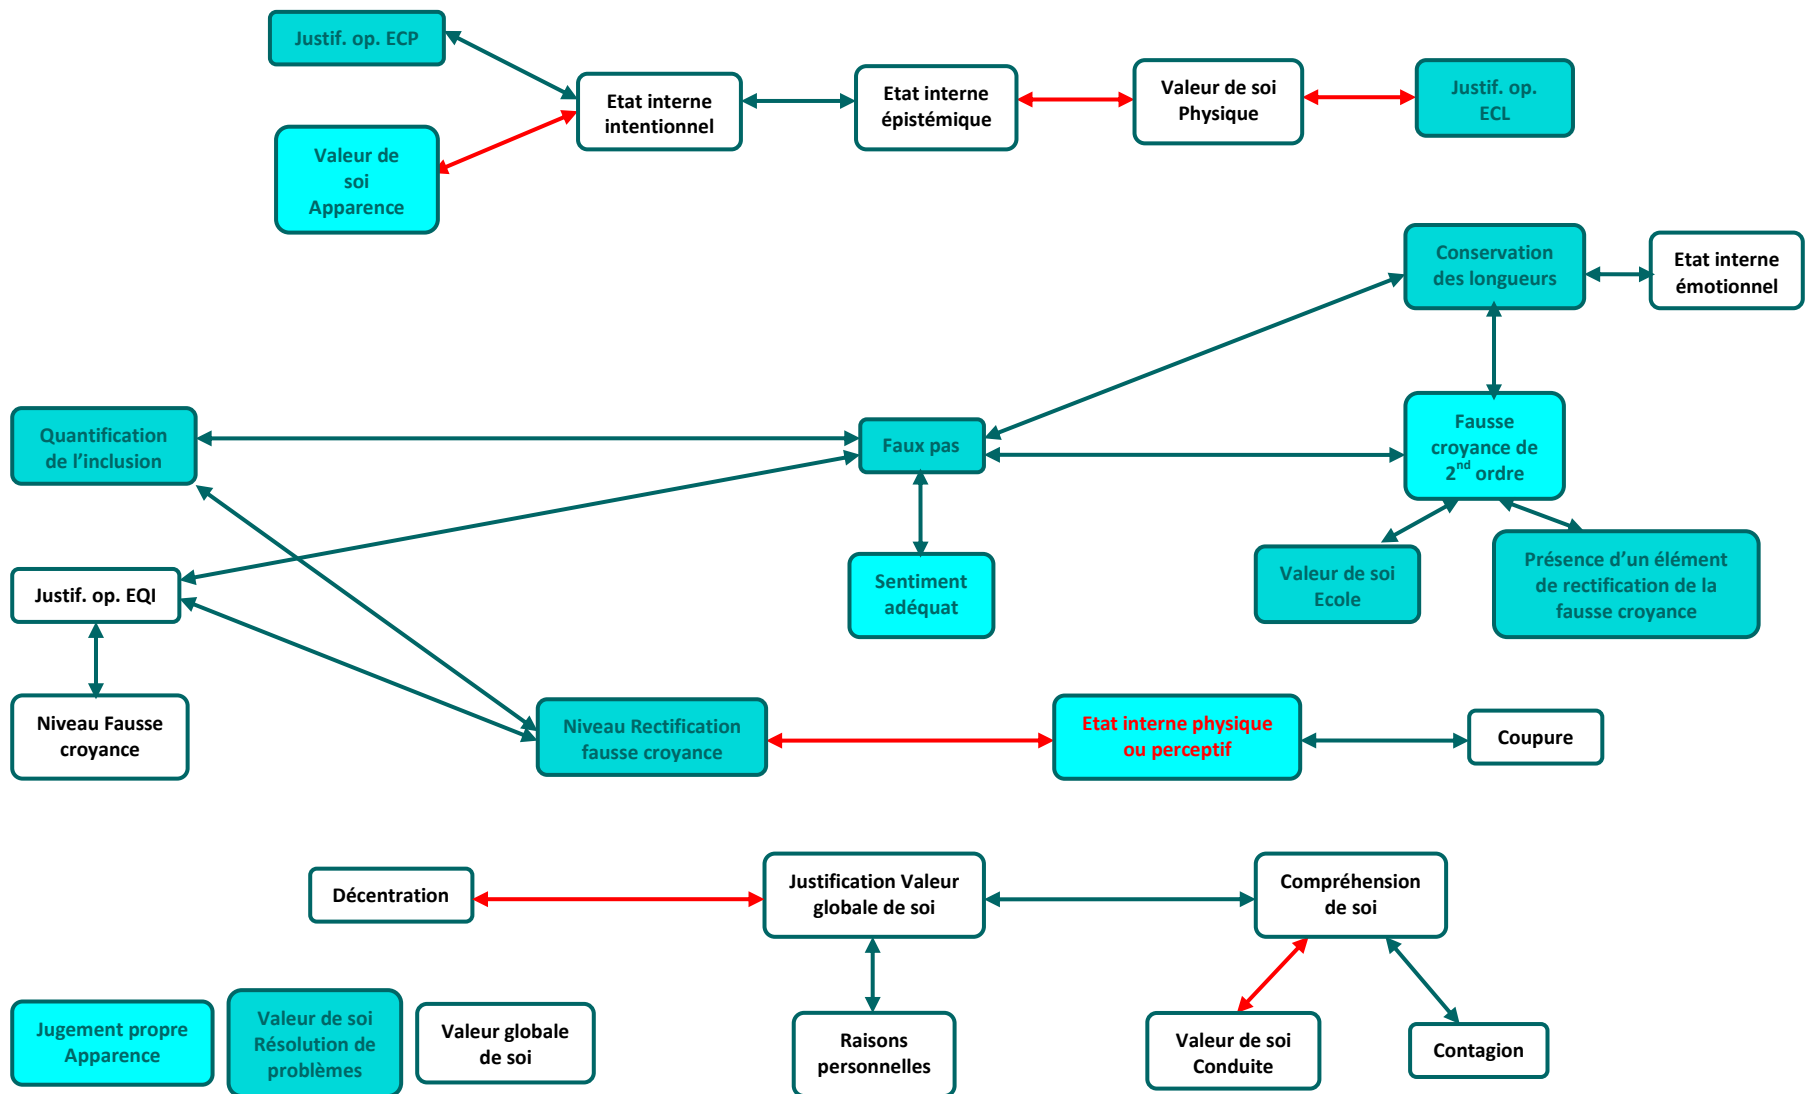 Justif. op. ECP
Etat interne
intentionnel
Etat interne
épistémique
Valeur de soi
Physique
Justif. op.
ECL
Valeur de
soi
Apparence
Conservation
des longueurs
Etat interne
émotionnel
Quantification
de l'inclusion
Faux pas
Fausse
croyance de
2nd ordre
Justif. op. EQI
Sentiment
adéquat
Valeur de soi
Ecole
Présence d'un élément
de rectification de la
fausse croyance
Niveau Fausse
croyance
Niveau Rectification
fausse croyance
Etat interne physique
ou perceptif
Coupure
Décentration
Justification Valeur
globale de soi
Compréhension
de soi
Jugement propre
Apparence
Valeur de soi
Résolution de
problèmes
Valeur globale
de soi
Raisons
personnelles
Valeur de soi
Conduite
Contagion